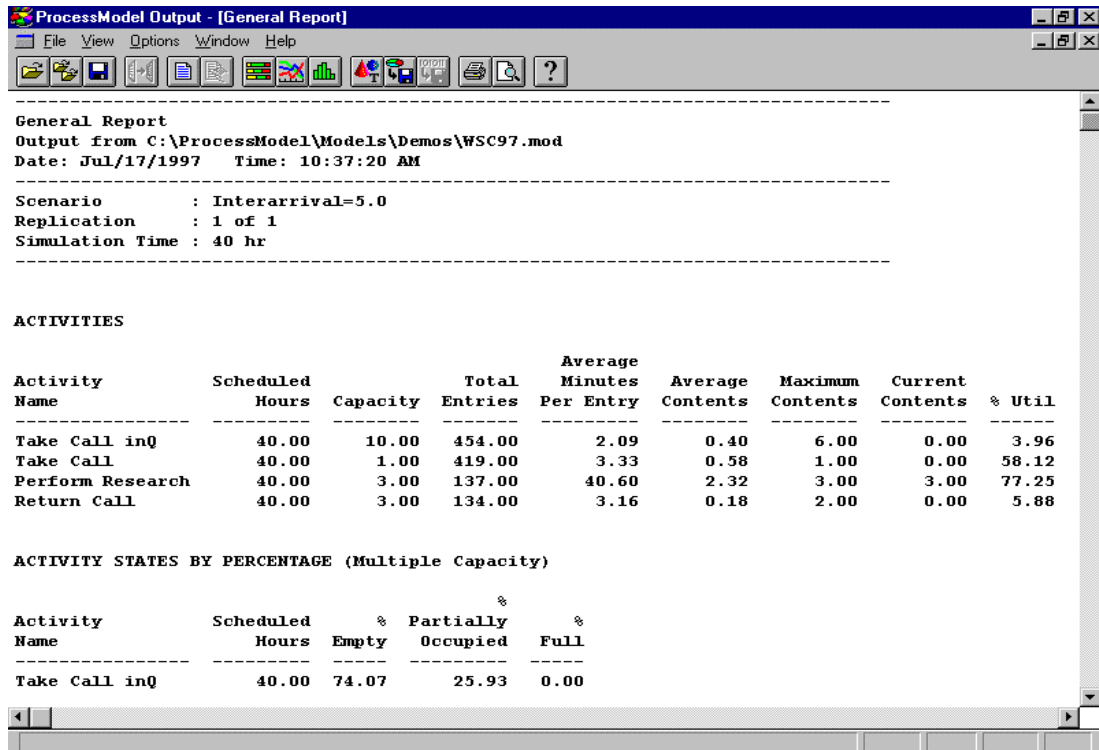 ProcessModel Output - [General Report]
File View Options Window Help
General Report
Output from C:\ProcessModel\Models\Demos\WSC97.mod
Date: Jul/17/1997 Time: 10:37:20 AM
Scenario : Interarrival=5.0
Replication : 1 of 1
Simulation Time : 40 hr
ACTIVITIES
Average
Activity Scheduled Total Minutes Average Maximum Current
Name Hours Capacity Entries Per Entry Contents Contents Contents % Util
Take Call inQ 40.00 10.00 454.00 2.09 0.40 6.00 0.00 3.96
Take Call 40.00 1.00 419.00 3.33 0.58 1.00 0.00 58.12
Perform Research 40.00 3.00 137.00 40.60 2.32 3.00 3.00 77.25
Return Call 40.00 3.00 134.00 3.16 0.18 2.00 0.00 5.88
ACTIVITY STATES BY PERCENTAGE (Multiple Capacity)
%
Activity Scheduled % Partially %
Name Hours Empty Occupied Full
Take Call inQ 40.00 74.07 25.93 0.00